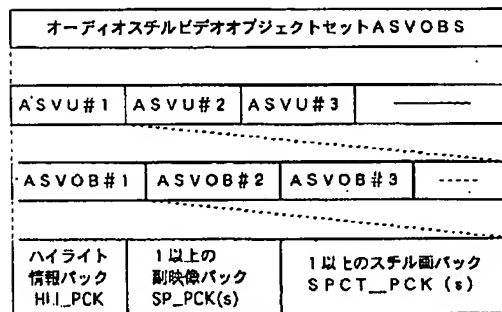 オーディオスチルビデオオブジェクトセットASVOBS
ASVU#1 ASVU#2 ASVU#3
ASVOB#1 ASVOB#2 ASVOB#3
ハイライト
情報パック
HLI_PCK
1以上の
副映像パック
SP_PCK(s)
1以上のスチル画パック
SPCT_PCK (s)